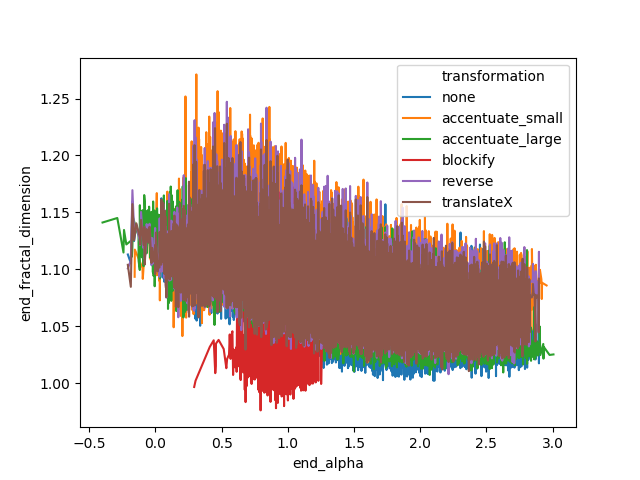 transformation
none
accentuate_small
accentuate_large
blockify
reverse
translateX
1.25
1.20
1.15
1.10
1.05
1.00
end_fractal_dimension
−0.5 0.0 0.5 1.0 1.5 2.0 2.5 3.0
end_alpha